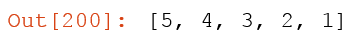 Out[200]: [5, 4, 3, 2, 1]